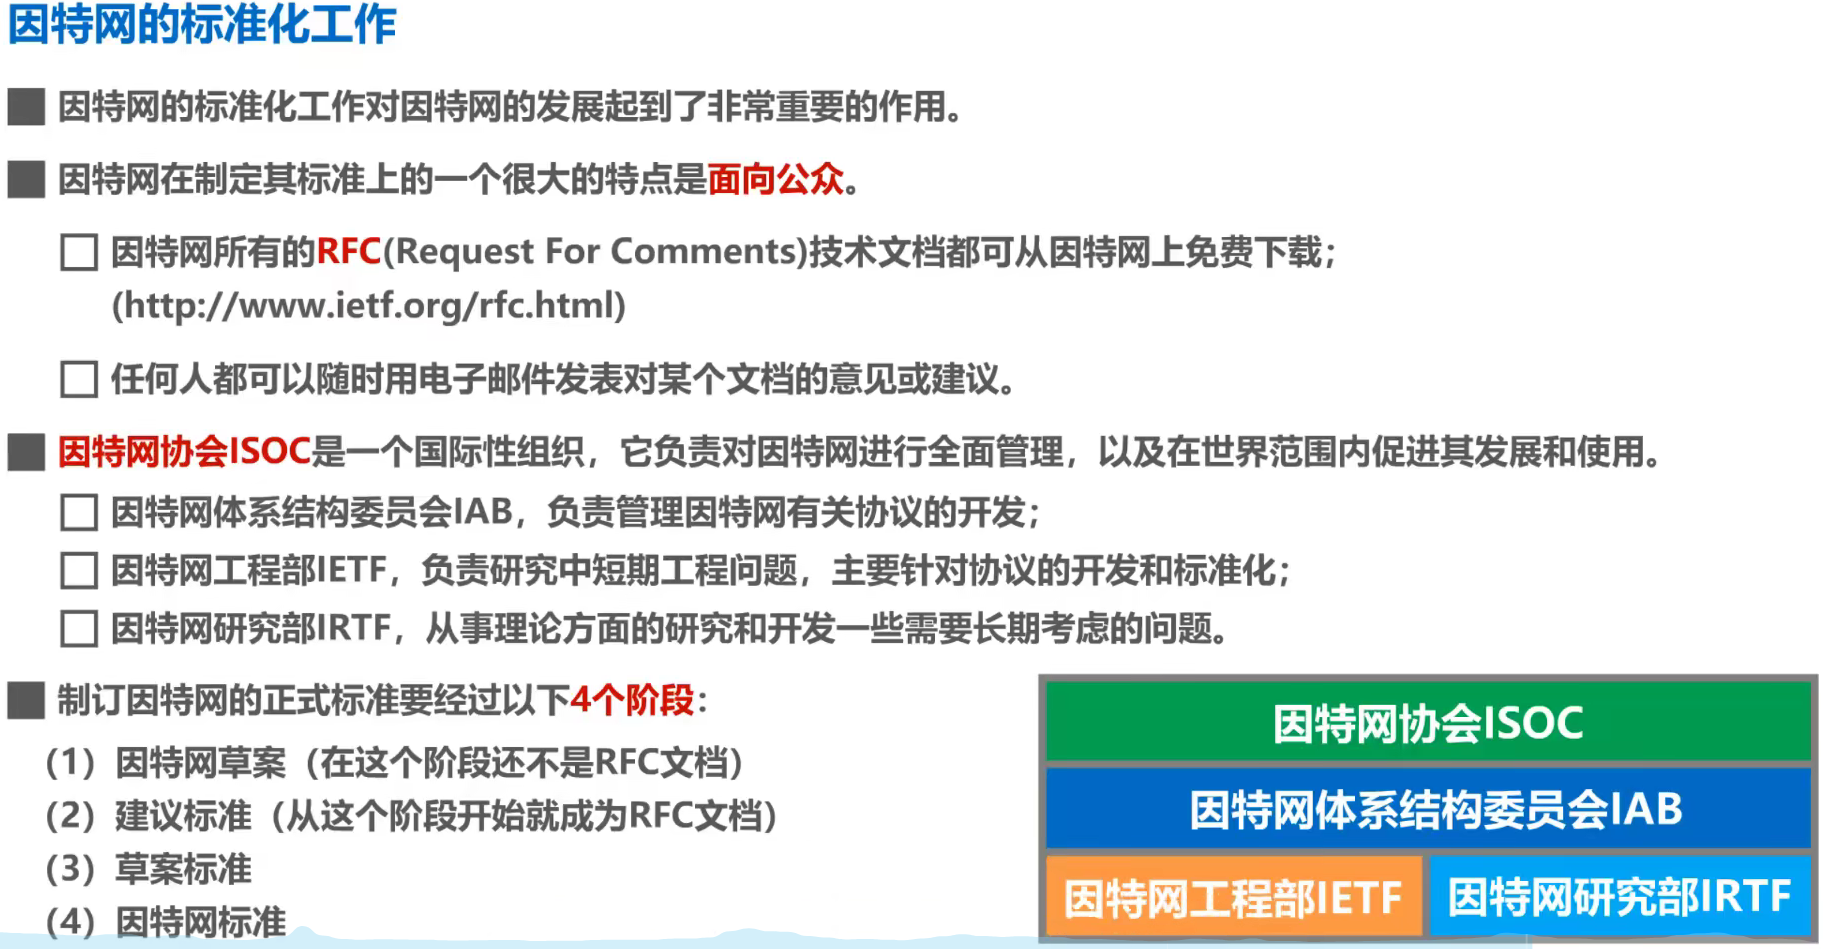 因特网的标准化工作
因特网的标准化工作对因特网的发展起到了非常重要的作用。
因特网在制定其标准上的一个很大的特点是面向公众。
因特网所有的RFC(Request For Comments)技术文档都可从因特网上免费下载；
(http://www.ietf.org/rfc.html)
任何人都可以随时用电子邮件发表对某个文档的意见或建议。
因特网协会ISOC是一个国际性组织，它负责对因特网进行全面管理，以及在世界范围内促进其发展和使用。
因特网体系结构委员会IAB，负责管理因特网有关协议的开发；
因特网工程部IETF，负责研究中短期工程问题，主要针对协议的开发和标准化；
因特网研究部IRTF，从事理论方面的研究和开发一些需要长期考虑的问题。
制订因特网的正式标准要经过以下4个阶段：
（1）因特网草案（在这个阶段还不是RFC文档）
（2）建议标准（从这个阶段开始就成为RFC文档）
（3）草案标准
（4）因特网标准
因特网协会ISOC
因特网体系结构委员会IAB
因特网工程部IETF
因特网研究部IRTF